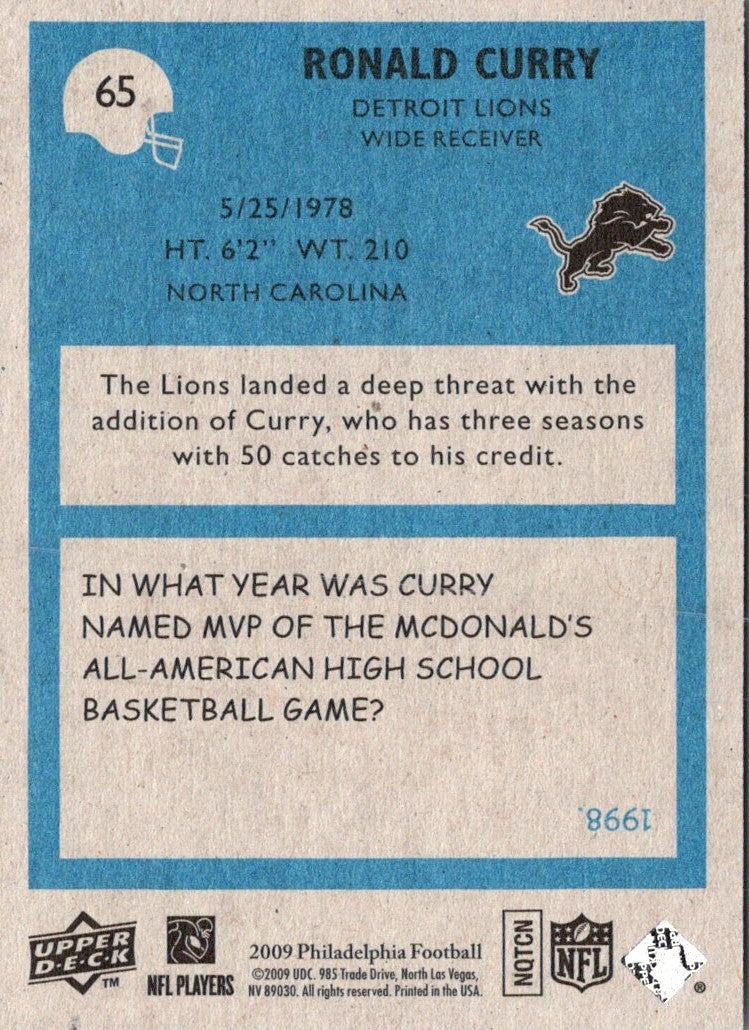 65
RONALD CURRY
DETROIT LIONS
WIDE RECEIVER
5/25/1978
HT. 6'2" WT. 210
NORTH CAROLINA
The Lions landed a deep threat with the
addition of Curry, who has three seasons
with 50 catches to his credit.
IN WHAT YEAR WAS CURRY
NAMED MVP OF THE MCDONALD'S
ALL-AMERICAN HIGH SCHOOL
BASKETBALL GAME?
1998.
UPPER
D·E·C·K
TM
NFL PLAYERS
2009 Philadelphia Football
©2009 UDC. 985 Trade Drive, North Las Vegas,
NV 89030. All rights reserved. Printed in the USA.
NQTCN
NFL
®